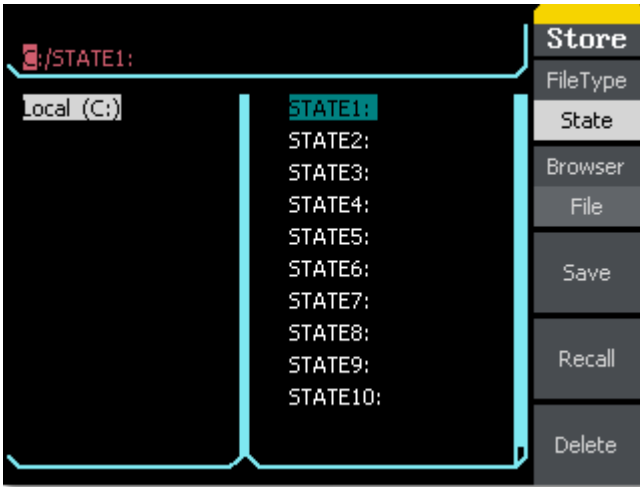 C:/STATE1:
Local (C:)
STATE1:
STATE2:
STATE3:
STATE4:
STATE5:
STATE6:
STATE7:
STATE8:
STATE9:
STATE10:
Store
FileType
State
Browser
File
Save
Recall
Delete